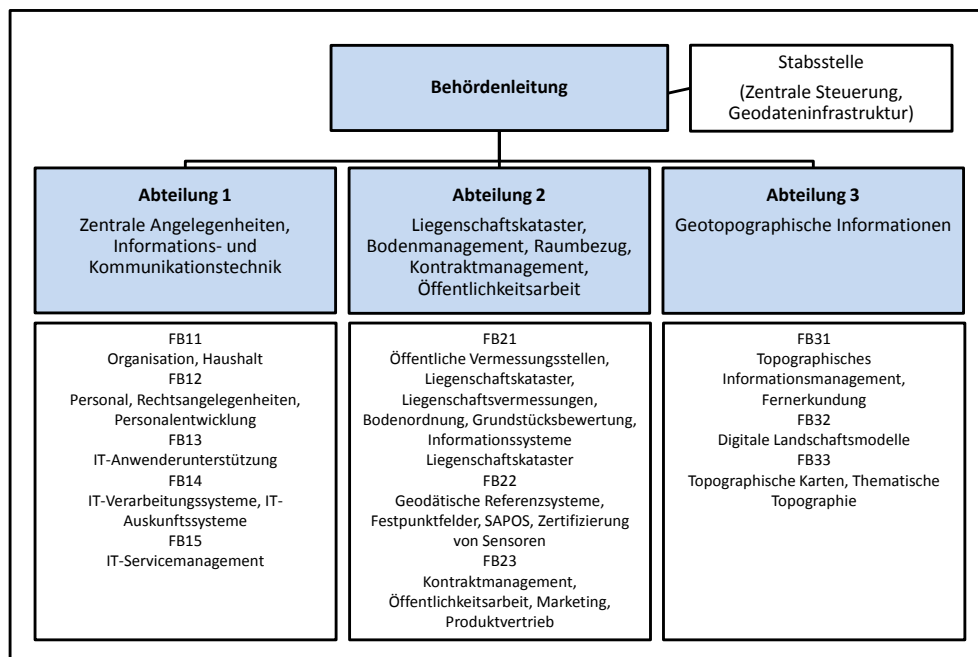 Behördenleitung
Stabsstelle
(Zentrale Steuerung,
Geodateninfrastruktur)
Abteilung 1
Zentrale Angelegenheiten,
Informations- und
Kommunikationstechnik
Abteilung 2
Liegenschaftskataster,
Bodenmanagement, Raumbezug,
Kontraktmanagement,
Öffentlichkeitsarbeit
Abteilung 3
Geotopographische Informationen
FB11
Organisation, Haushalt
FB12
Personal, Rechtsangelegenheiten,
Personalentwicklung
FB13
IT-Anwenderunterstützung
FB14
IT-Verarbeitungssysteme, IT-
Auskunftssysteme
FB15
IT-Servicemanagement
FB21
Öffentliche Vermessungsstellen,
Liegenschaftskataster,
Liegenschaftsvermessungen,
Bodenordnung, Grundstücksbewertung,
Informationssysteme
Liegenschaftskataster
FB22
Geodätische Referenzsysteme,
Festpunktfelder, SAPOS, Zertifizierung
von Sensoren
FB23
Kontraktmanagement,
Öffentlichkeitsarbeit, Marketing,
Produktvertrieb
FB31
Topographisches
Informationsmanagement,
Fernerkundung
FB32
Digitale Landschaftsmodelle
FB33
Topographische Karten, Thematische
Topographie